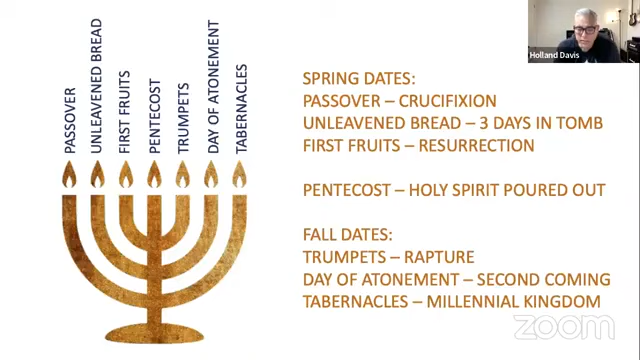 PASSOVER
UNLEAVENED BREAD
FIRST FRUITS
PENTECOST
TRUMPETS
DAY OF ATONEMENT
TABERNACLES
Holland Davis
SPRING DATES:
PASSOVER – CRUCIFIXION
UNLEAVENED BREAD – 3 DAYS IN TOMB
FIRST FRUITS – RESURRECTION
PENTECOST – HOLY SPIRIT POURED OUT
FALL DATES:
TRUMPETS – RAPTURE
DAY OF ATONEMENT – SECOND COMING
TABERNACLES – MILLENNIAL KINGDOM
zoom